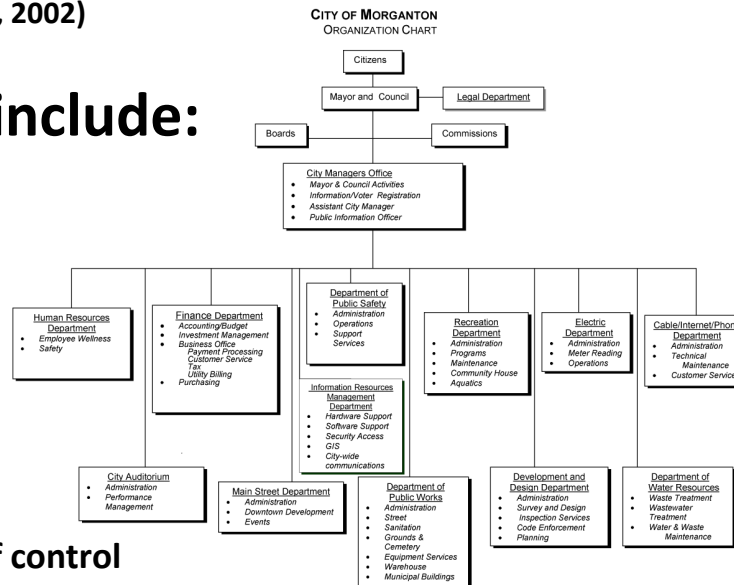 , 2002)
include:
f control
CITY OF MORGANTON
ORGANIZATION CHART
Citizens
Mayor and Council
Legal Department
Boards
Commissions
City Managers Office
• Mayor & Council Activities
• Information/Voter Registration
• Assistant City Manager
• Public Information Officer
Human Resources
Department
• Employee Wellness
• Safety
Finance Department
• Accounting/Budget
• Investment Management
• Business Office
Payment Processing
Customer Service
Tax
Utility Billing
• Purchasing
Department of
Public Safety
• Administration
• Operations
• Support
Services
Recreation
Department
• Administration
• Programs
• Maintenance
• Community House
• Aquatics
Electric
Department
• Administration
• Meter Reading
• Operations
Cable/Internet/Phon
Department
• Administration
• Technical
Maintenance
• Customer Service
Information Resources
Management
Department
• Hardware Support
• Software Support
• Security Access
• GIS
• City-wide
communications
City Auditorium
• Administration
• Performance
Management
Main Street Department
• Administration
• Downtown Development
• Events
Department of
Public Works
• Administration
• Street
• Sanitation
• Grounds &
Cemetery
• Equipment Services
• Warehouse
• Municipal Buildings
Development and
Design Department
• Administration
• Survey and Design
• Inspection Services
• Code Enforcement
• Planning
Department of
Water Resources
• Waste Treatment
• Wastewater
Treatment
• Water & Waste
Maintenance